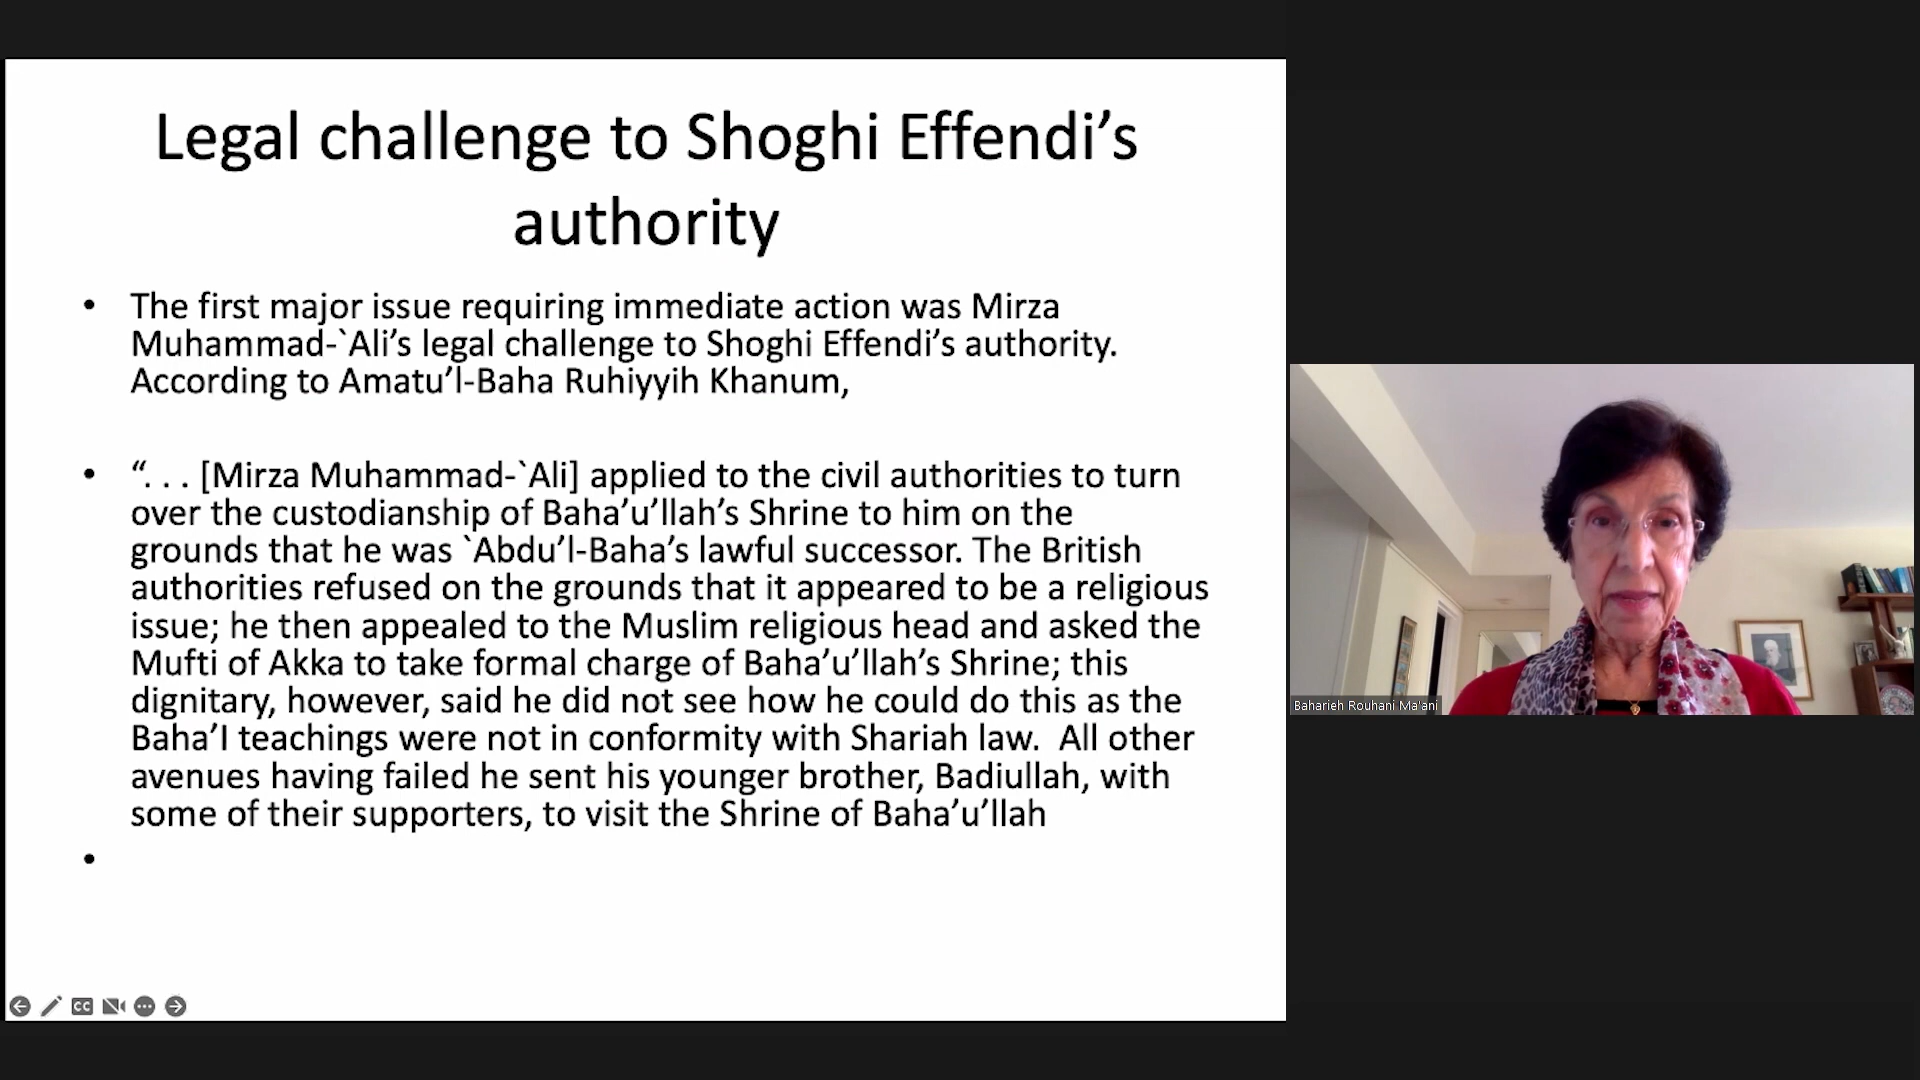 Legal challenge to Shoghi Effendi’s
authority
• The first major issue requiring immediate action was Mirza
Muhammad-`Ali’s legal challenge to Shoghi Effendi’s authority.
According to Amatu’l-Baha Ruhiyyih Khanum,
• “. . . [Mirza Muhammad-`Ali] applied to the civil authorities to turn
over the custodianship of Baha’u’llah’s Shrine to him on the
grounds that he was `Abdu’l-Baha’s lawful successor. The British
authorities refused on the grounds that it appeared to be a religious
issue; he then appealed to the Muslim religious head and asked the
Mufti of Akka to take formal charge of Baha’u’llah’s Shrine; this
dignitary, however, said he did not see how he could do this as the
Baha’I teachings were not in conformity with Shariah law.  All other
avenues having failed he sent his younger brother, Badiullah, with
some of their supporters, to visit the Shrine of Baha’u’llah
•
CC
Baharieh Rouhani Ma'ani